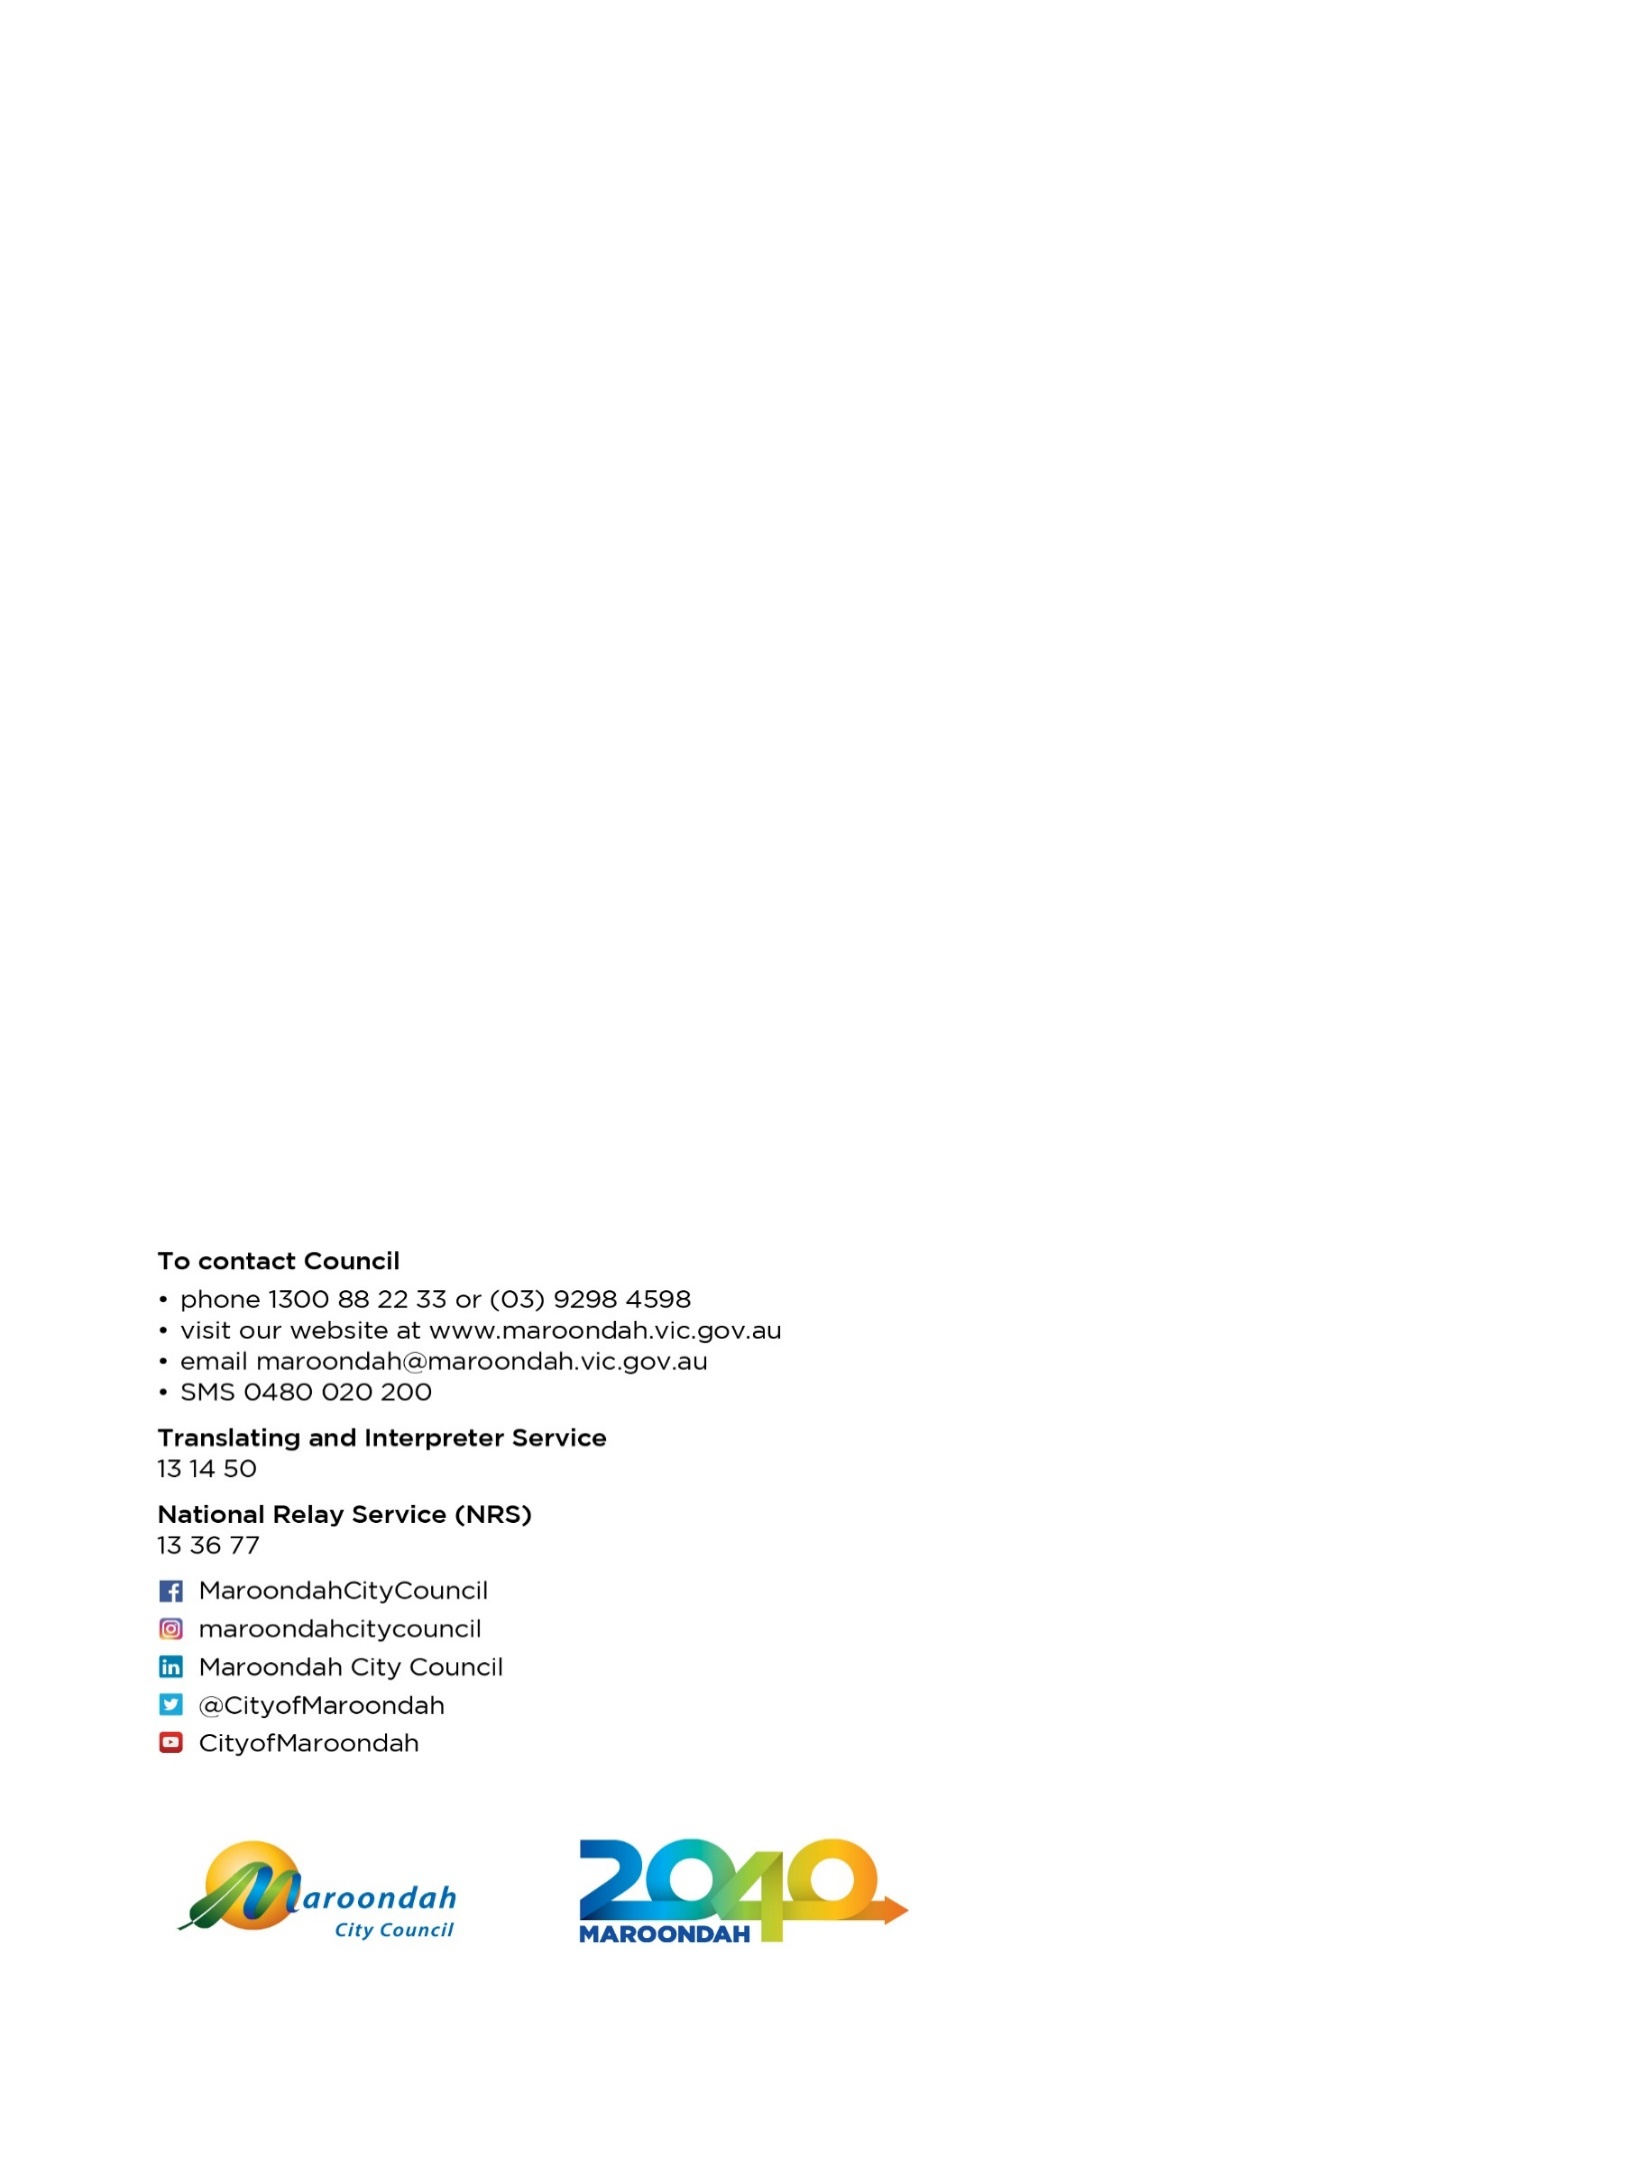 To contact Council
• phone 1300 88 22 33 or (03) 9298 4598
• visit our website at www.maroondah.vic.gov.au
• email maroondah@maroondah.vic.gov.au
• SMS 0480 020 200
Translating and Interpreter Service
13 14 50
National Relay Service (NRS)
13 36 77
MaroondahCityCouncil
maroondahcitycouncil
Maroondah City Council
@CityofMaroondah
CityofMaroondah
Maroondah
City Council
2040
MAROONDAH